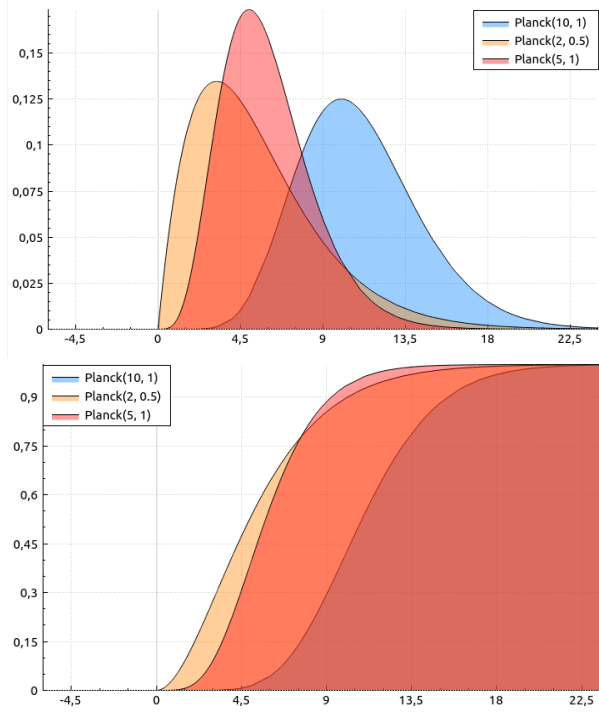 0,15
0,125
0,1
0,075
0,05
0,025
0
-4,5 0 4,5 9 13,5 18 22,5
Planck(10, 1)
Planck(2, 0.5)
Planck(5, 1)
Planck(10, 1)
Planck(2, 0.5)
Planck(5, 1)
0,9
0,75
0,6
0,45
0,3
0,15
0
-4,5 0 4,5 9 13,5 18 22,5